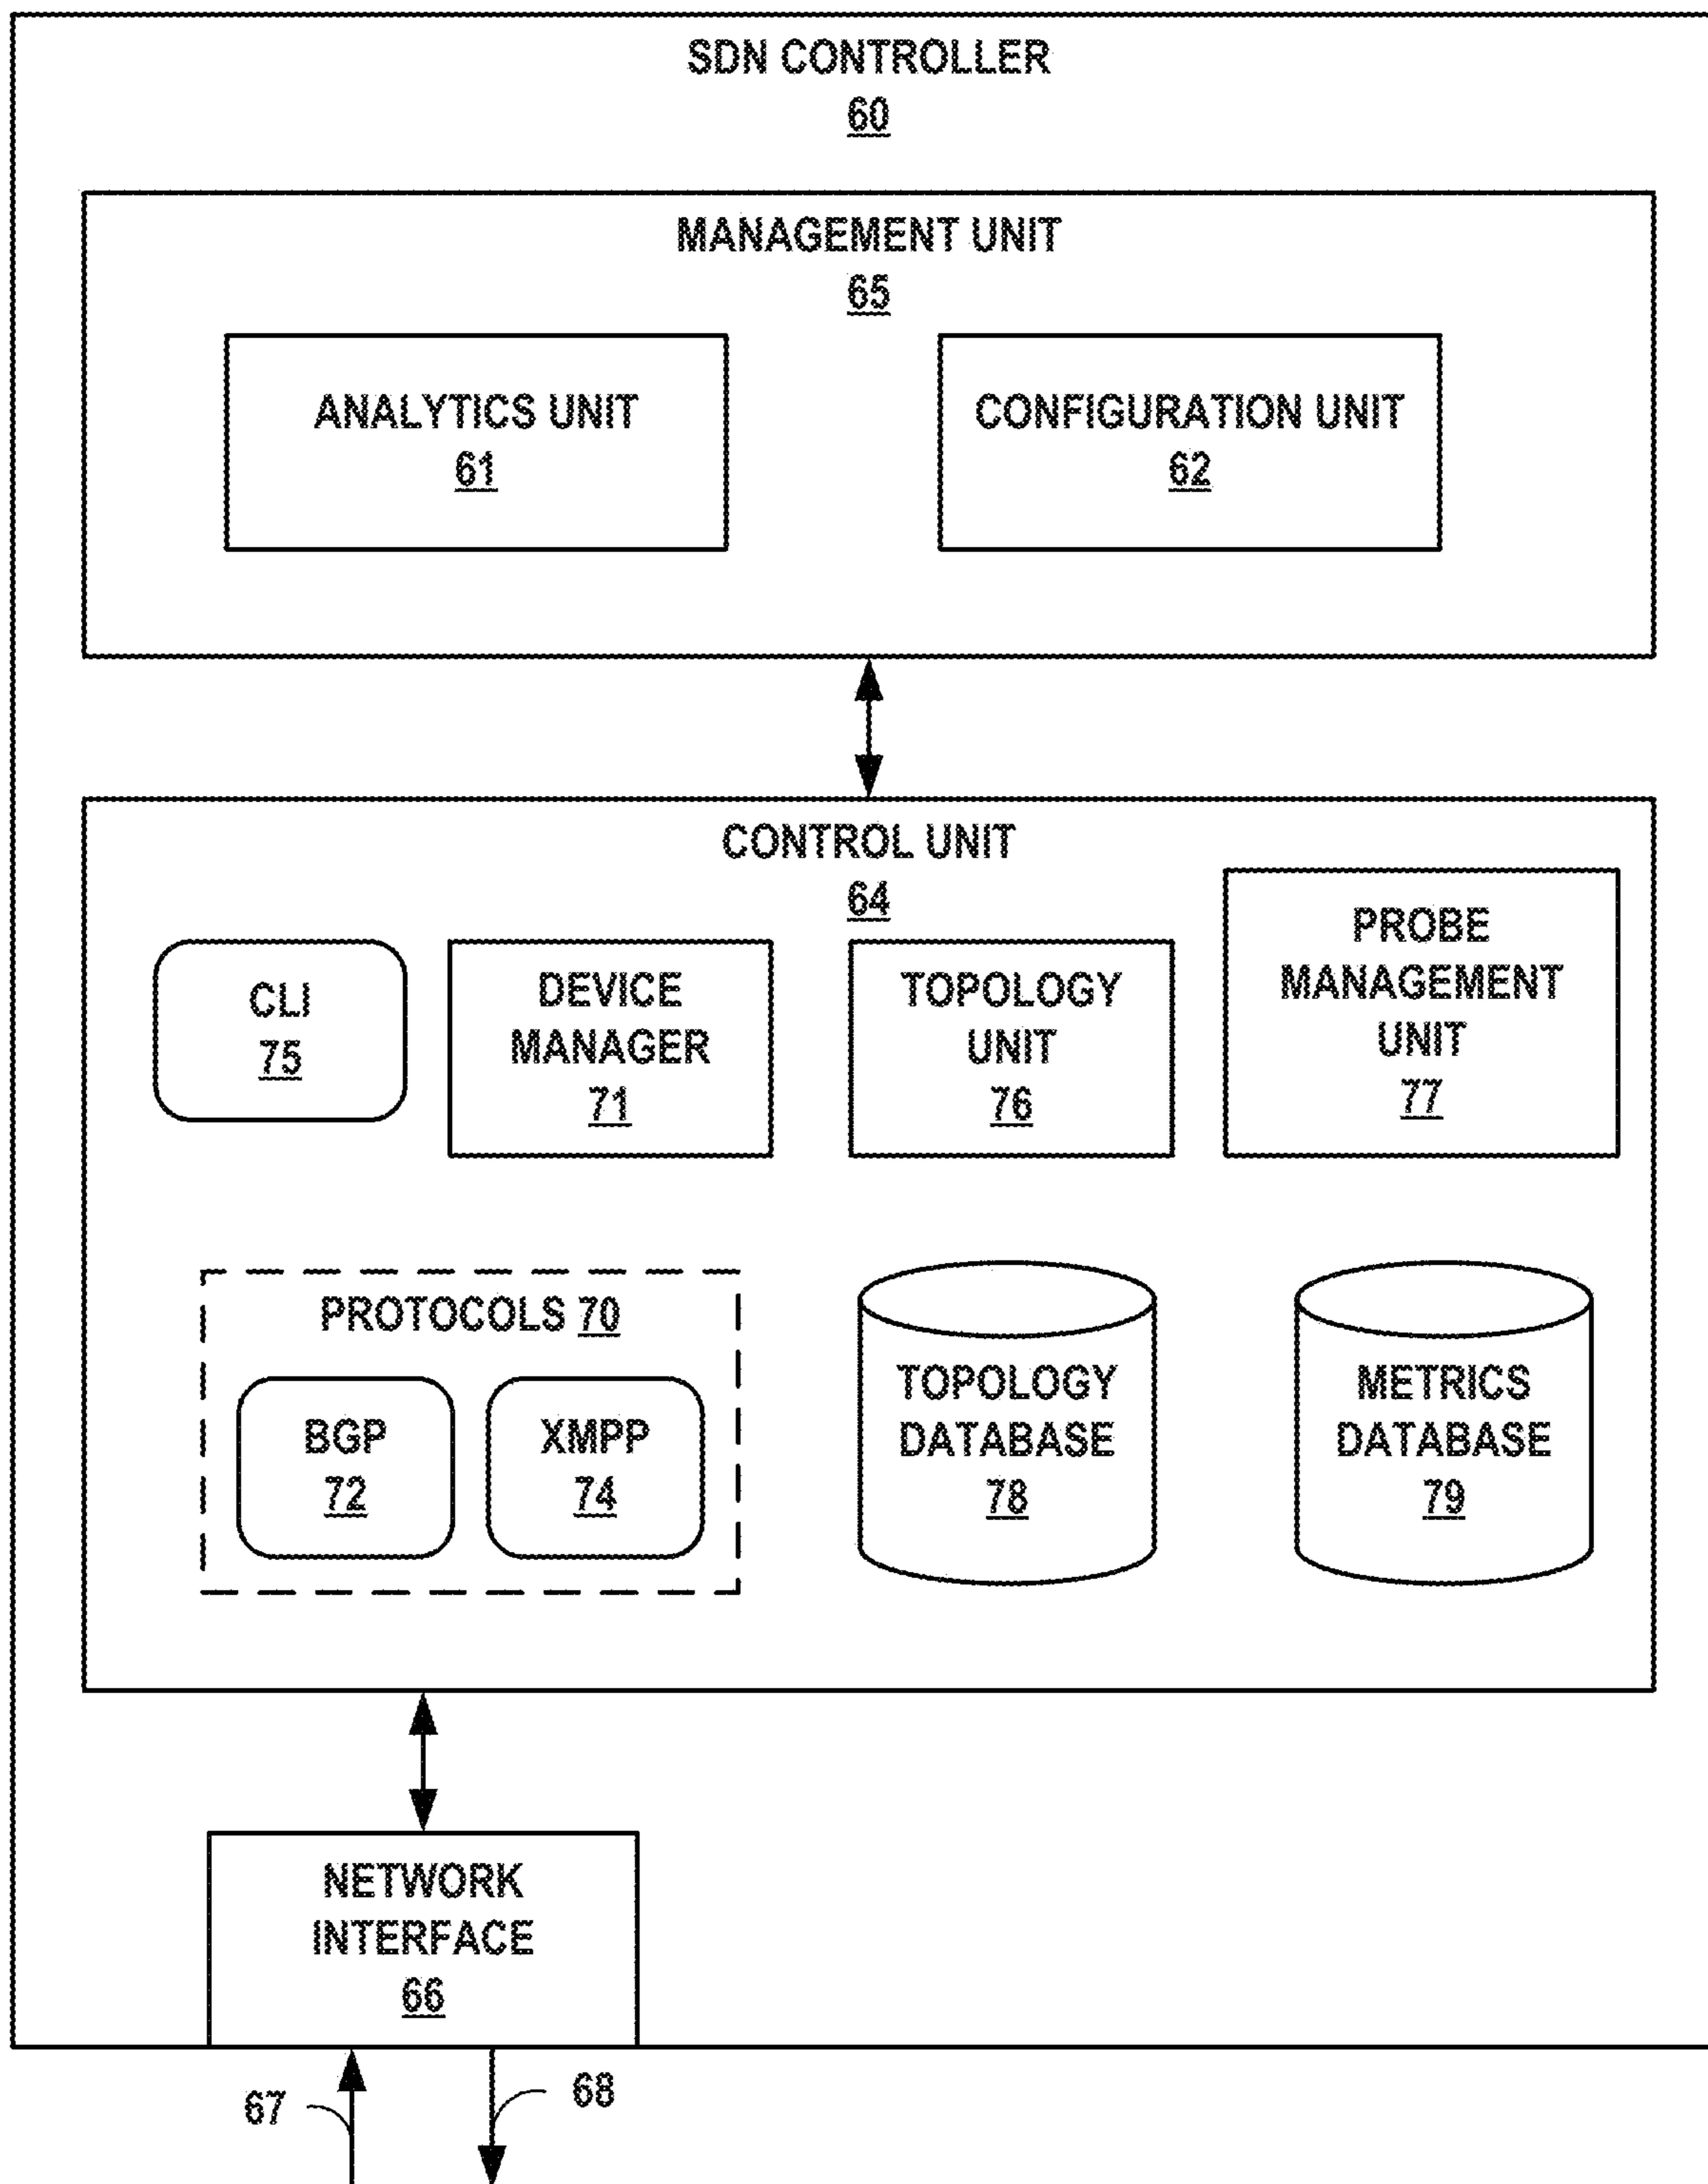 SDN CONTROLLER
60
MANAGEMENT UNIT
65
ANALYTICS UNIT
61
CONFIGURATION UNIT
62
CONTROL UNIT
64
CLI
75
DEVICE
MANAGER
71
TOPOLOGY
UNIT
76
PROBE
MANAGEMENT
UNIT
77
PROTOCOLS 70
BGP
72
XMPP
74
TOPOLOGY
DATABASE
78
METRICS
DATABASE
79
NETWORK
INTERFACE
66
67
68